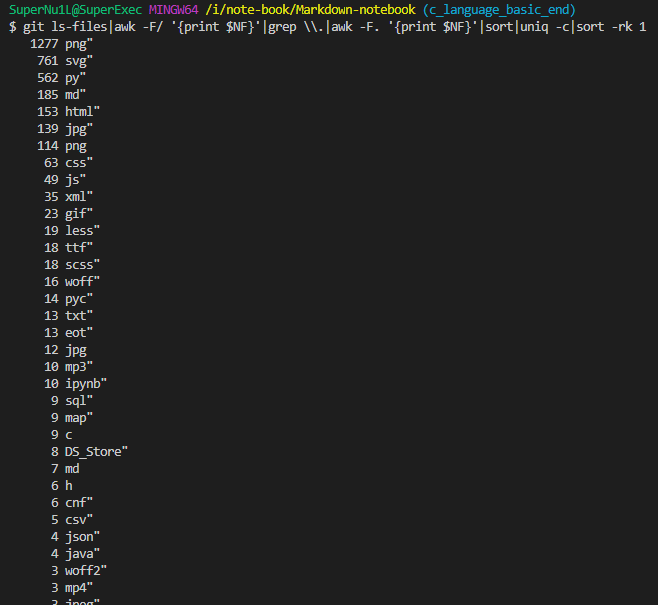 SuperNu1L@SuperExec MINGW64 /i/note-book/Markdown-notebook (c_language_basic_end)
$ git ls-files|awk -F/ '{print $NF}'|grep \\.|awk -F. '{print $NF}'|sort|uniq -c|sort -rk 1
1277 png"
761 svg"
562 py"
185 md"
153 html"
139 jpg"
114 png
63 css"
49 js"
35 xml"
23 gif"
19 less"
18 ttf"
18 scss"
16 woff"
14 pyc"
13 txt"
13 eot"
12 jpg
10 mp3"
10 ipynb"
9 sql"
9 map"
9 c
8 DS_Store"
7 md
6 h
6 cnf"
5 csv"
4 json"
4 java"
3 woff2"
3 mp4"
3 jpeg"